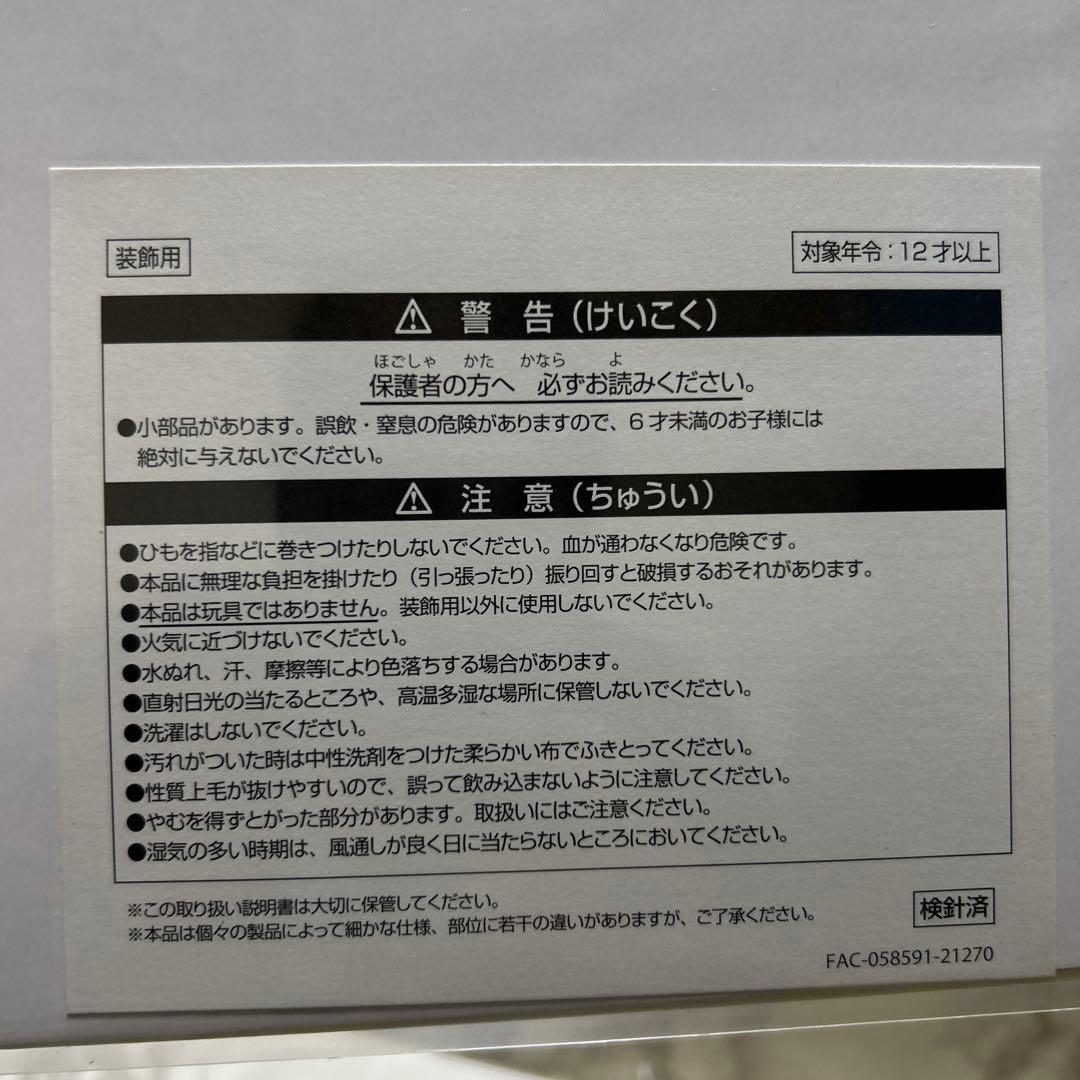 装飾用
対象年令：12才以上
⚠ 警 告（けいこく）
ほごしゃ かた かなら よ
保護者の方へ 必ずお読みください。
●小部品があります。誤飲・窒息の危険がありますので、6才未満のお子様には
絶対に与えないでください。
⚠ 注 意（ちゅうい）
●ひもを指などに巻きつけたりしないでください。血が通わなくなり危険です。
●本品に無理な負担を掛けたり（引っ張ったり）振り回すと破損するおそれがあります。
●本品は玩具ではありません。装飾用以外に使用しないでください。
●火気に近づけないでください。
●水ぬれ、汗、摩擦等により色落ちする場合があります。
●直射日光の当たるところや、高温多湿な場所に保管しないでください。
●洗濯はしないでください。
●汚れがついた時は中性洗剤をつけた柔らかい布でふきとってください。
●性質上毛が抜けやすいので、誤って飲み込まないように注意してください。
●やむを得ずとがった部分があります。取扱いにはご注意ください。
●湿気の多い時期は、風通しが良く日に当たらないところにおいてください。
※この取り扱い説明書は大切に保管してください。
※本品は個々の製品によって細かな仕様、部位に若干の違いがありますが、ご了承ください。
検針済
FAC-058591-21270